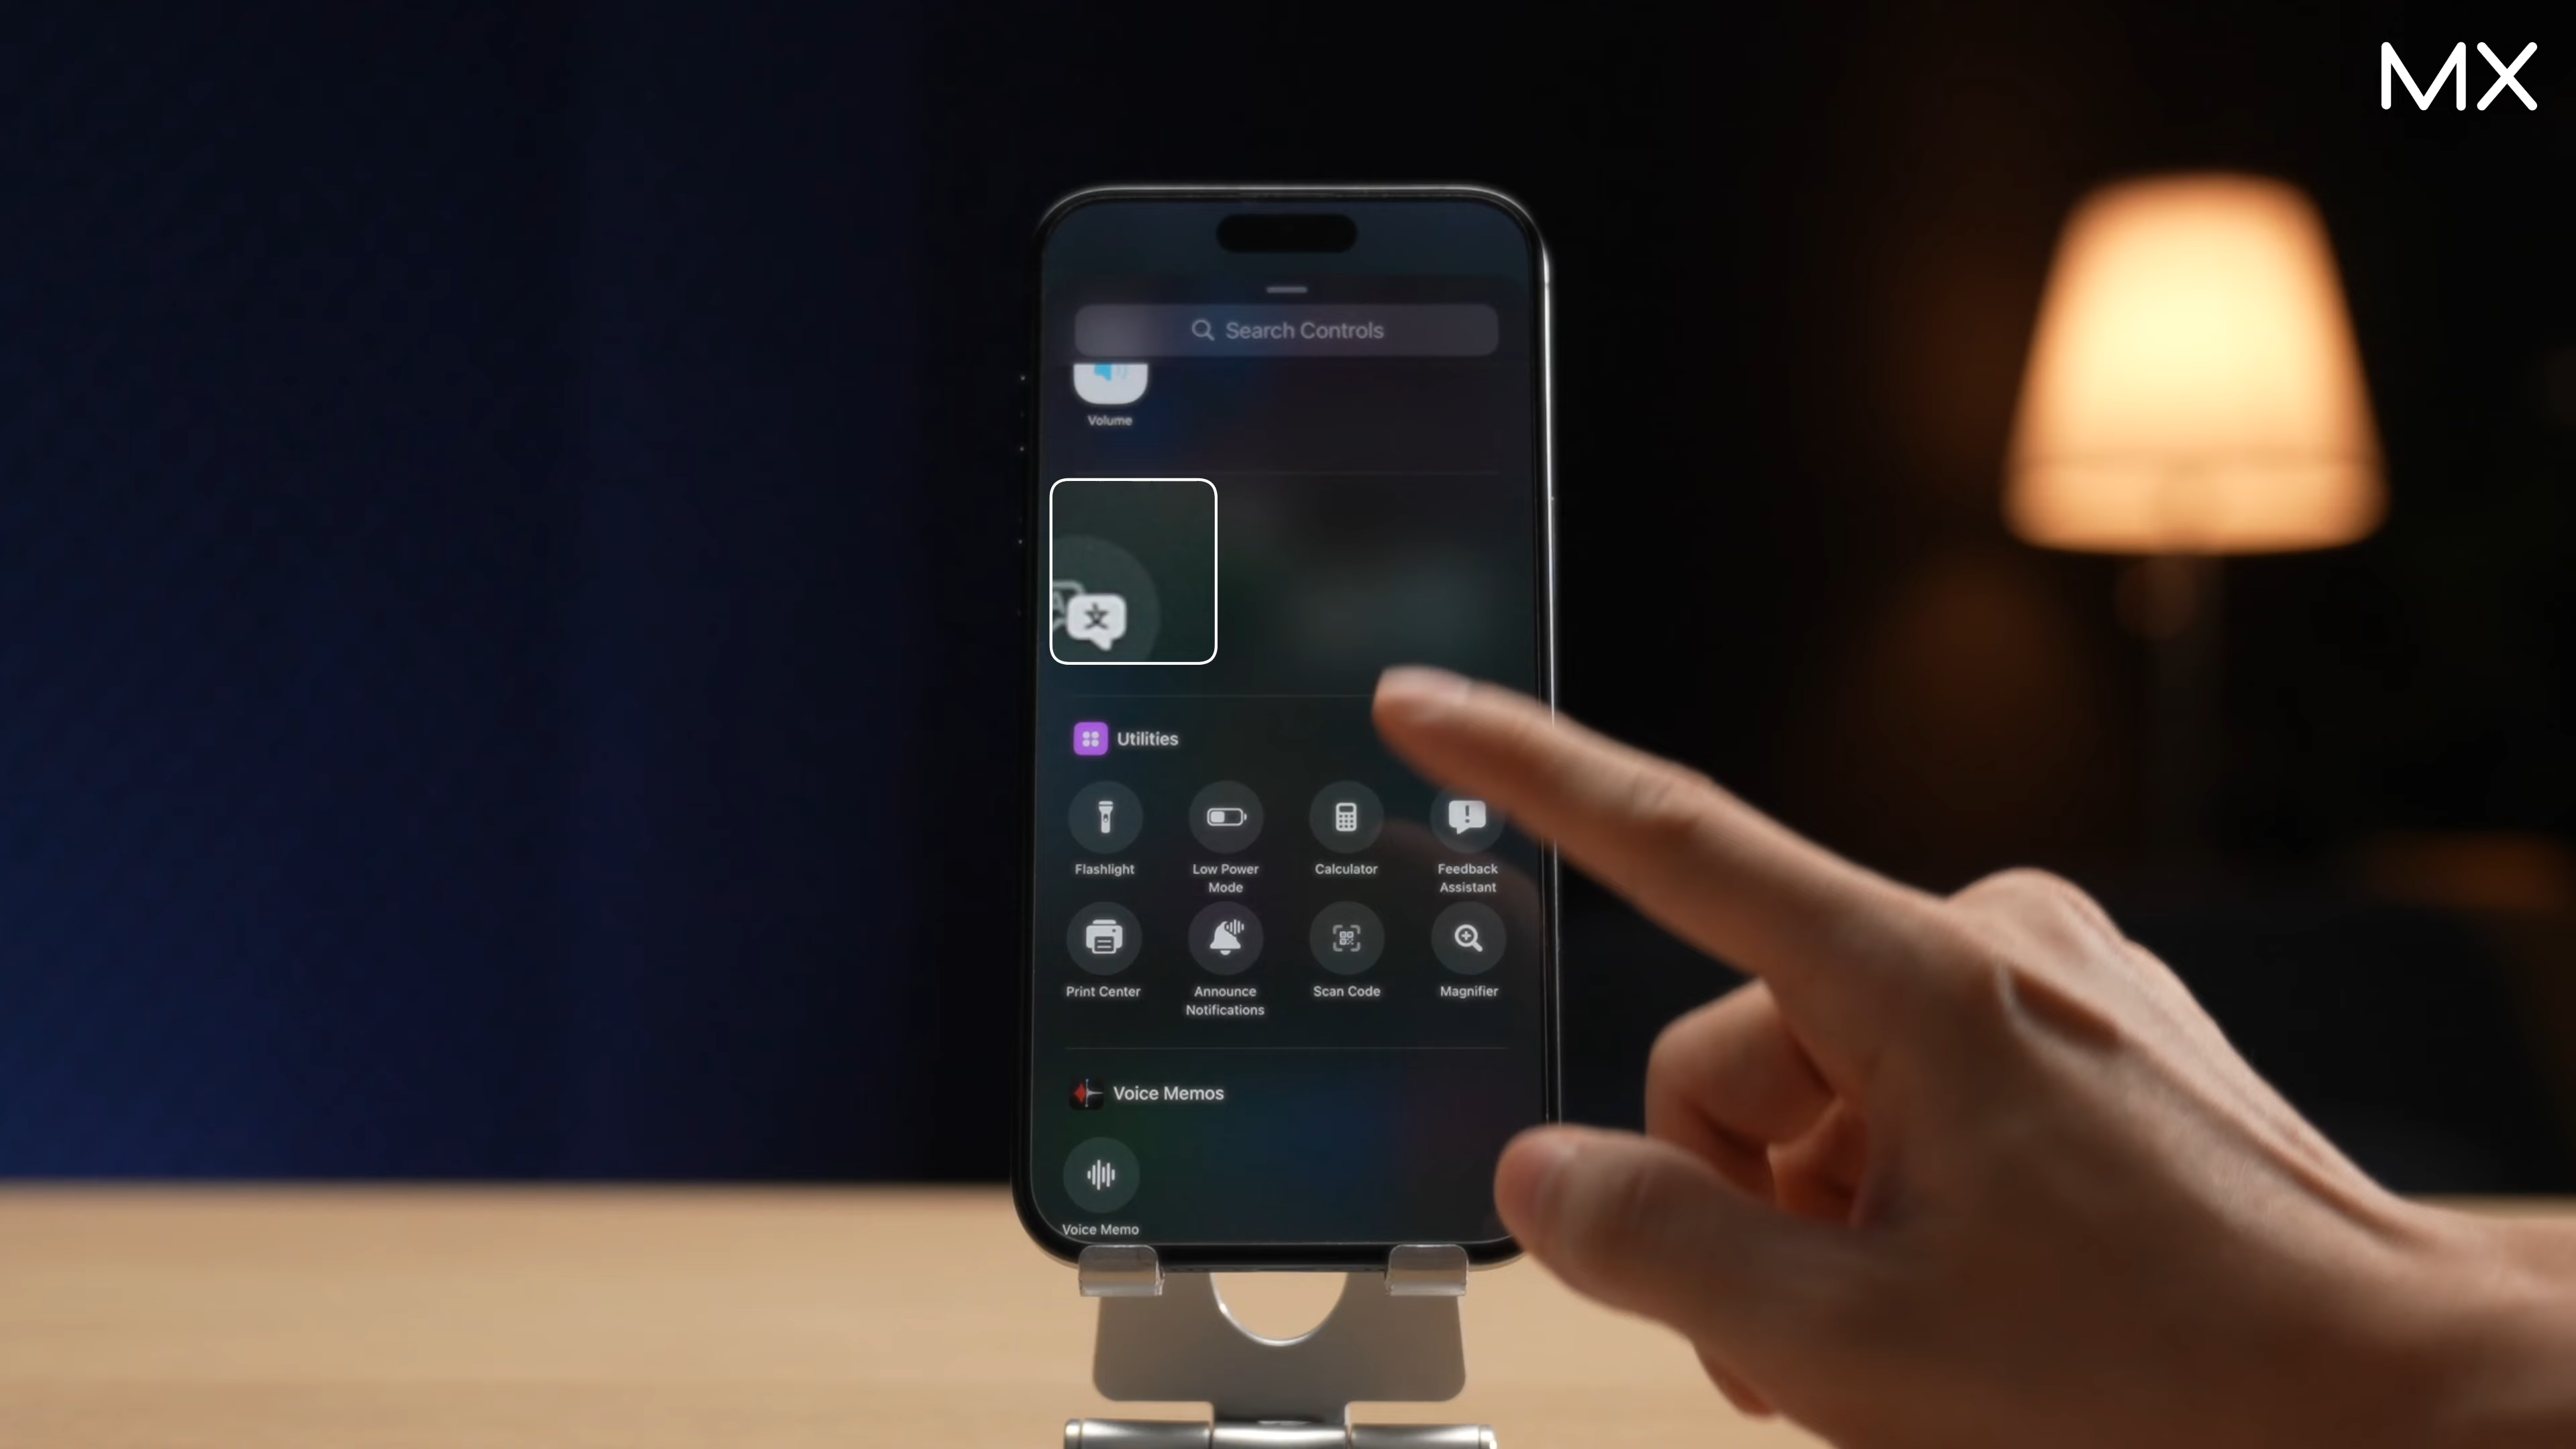 MX
Search Controls
Volume
文
Utilities
Flashlight
Low Power
Mode
Calculator
Feedback
Assistant
Print Center
Announce
Notifications
Scan Code
Magnifier
Voice Memos
Voice Memo